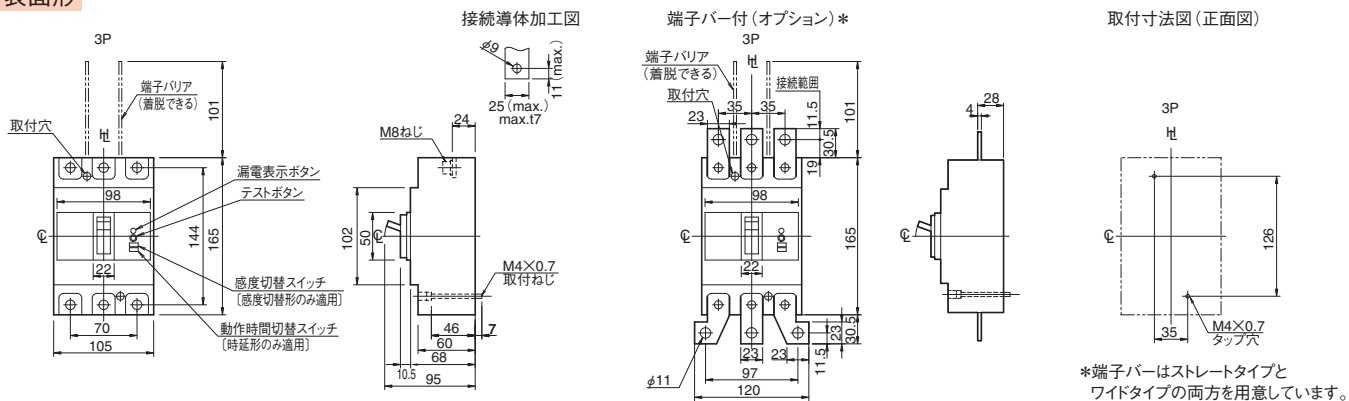 表面形
接続導体加工図
端子バー付(オプション)*
取付寸法図(正面図)
3P
HL
端子バリア
(着脱できる)
取付穴
101
漏電表示ボタン
テストボタン
98
144
165
22
感度切替スイッチ
〔感度切替形のみ適用〕
動作時間切替スイッチ
〔時延形のみ適用〕
70
105
CL
φ9
11(max.)
25(max.)
max.t7
24
M8ねじ
102
50
CL
M4×0.7
取付ねじ
46
7
60
68
10.5
95
3P
HL
端子バリア
(着脱できる)
取付穴
接続範囲
35
35
23
11.5
30.5
101
19
98
165
CL
22
23
23
23
30.5
11.5
φ11
97
120
28
4
CL
3P
HL
126
35
M4×0.7
タップ穴
*端子バーはストレートタイプと
ワイドタイプの両方を用意しています。